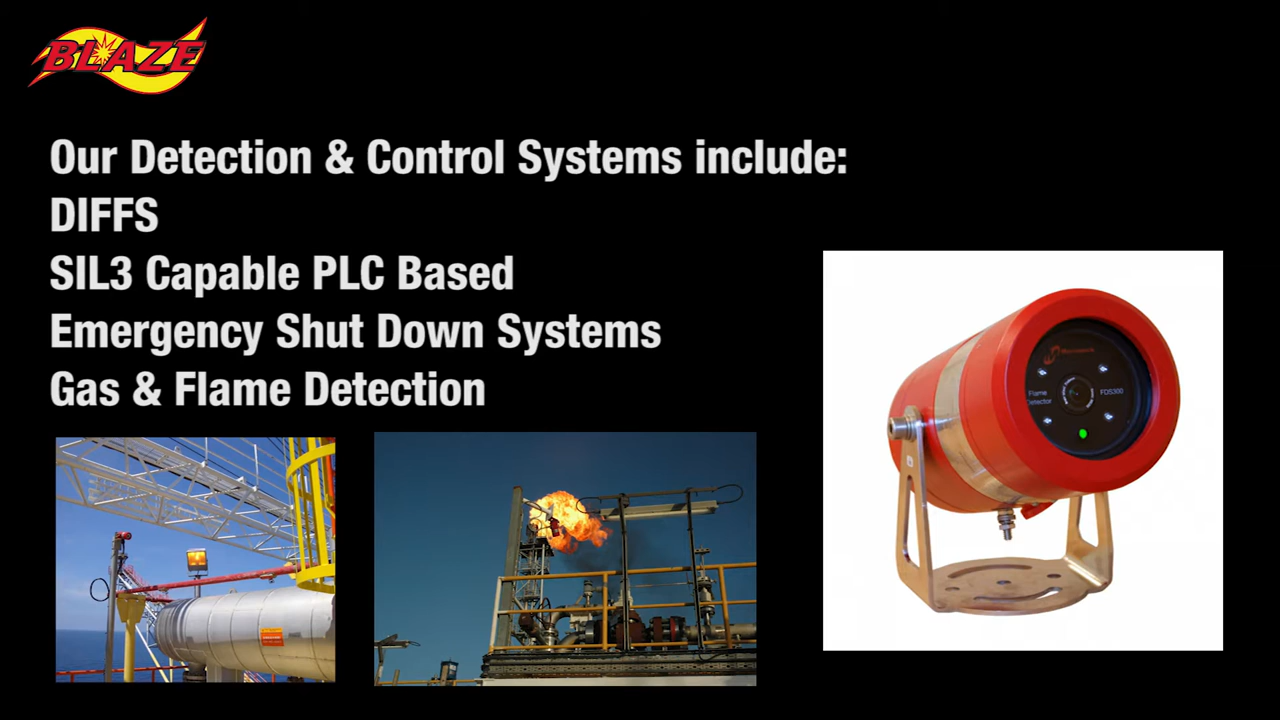 BLAZE
Our Detection & Control Systems include:
DIFFS
SIL3 Capable PLC Based
Emergency Shut Down Systems
Gas & Flame Detection
Flame
Detector
FDS300